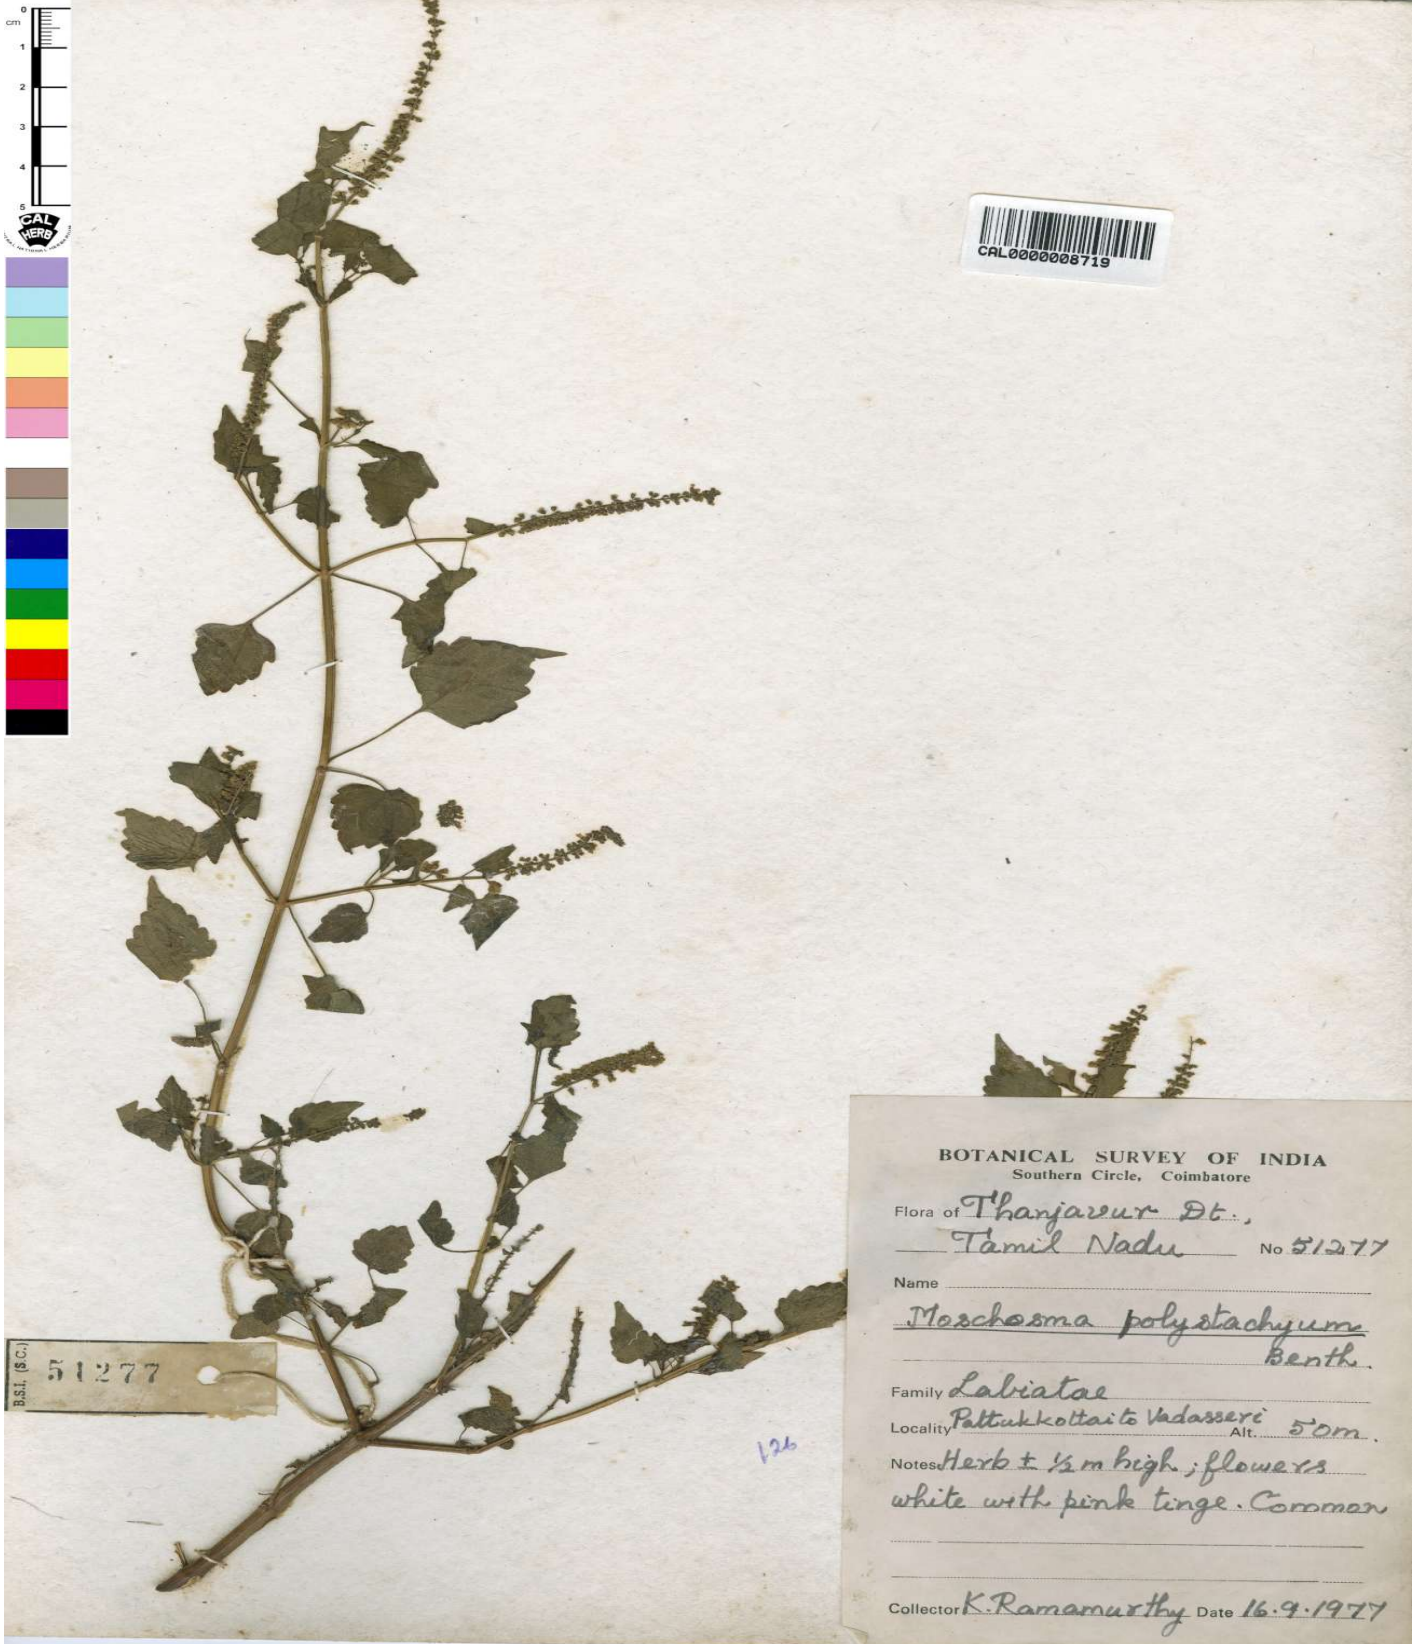 0
cm
1
2
3
4
5
CAL
HERB
CAL0000008719
BOTANICAL SURVEY OF INDIA
Southern Circle, Coimbatore
Flora of Thanjavur Dt.,
Tamil Nadu No 51277
Name
Moschosma polystachyum
Benth.
Family Labiatae
Locality Pattukkottai to Vadasseri
Alt. 50m.
Notes Herb ± ½ m high; flowers
white with pink tinge. Common
Collector K. Ramamurthy Date 16.9.1977
B.S.I. (S.C.)
51277
126